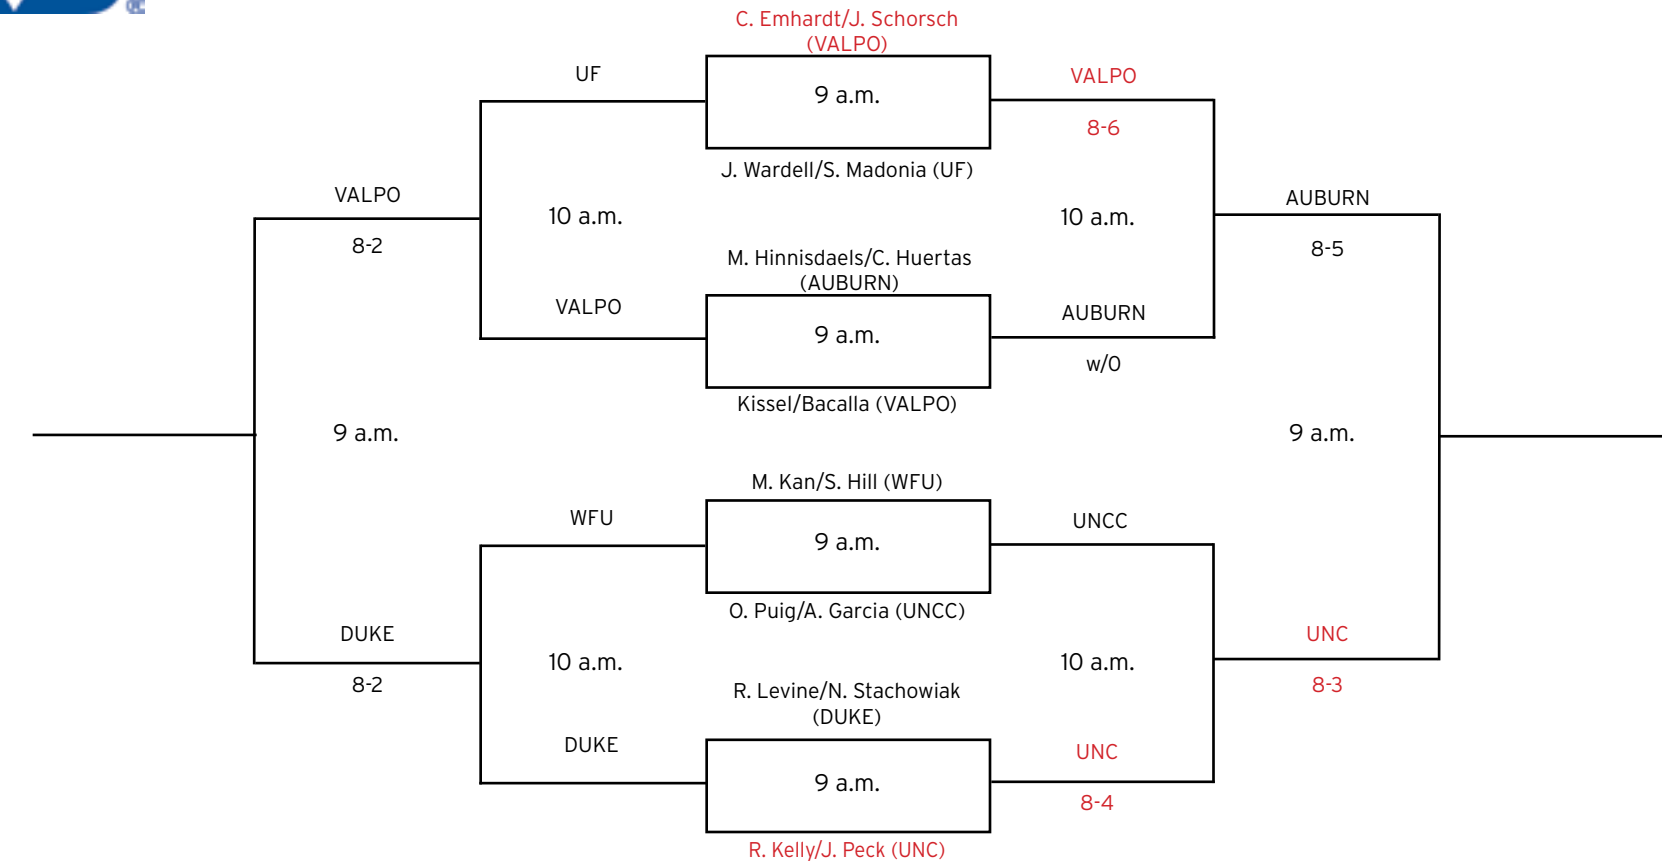 C. Emhardt/J. Schorsch
(VALPO)
UF
9 a.m.
VALPO
8-6
J. Wardell/S. Madonia (UF)
VALPO
8-2
10 a.m.
10 a.m.
AUBURN
8-5
M. Hinnisdaels/C. Huertas
(AUBURN)
VALPO
9 a.m.
AUBURN
w/O
Kissel/Bacalla (VALPO)
9 a.m.
9 a.m.
M. Kan/S. Hill (WFU)
WFU
9 a.m.
UNCC
O. Puig/A. Garcia (UNCC)
DUKE
8-2
10 a.m.
10 a.m.
UNC
8-3
R. Levine/N. Stachowiak
(DUKE)
DUKE
9 a.m.
UNC
8-4
R. Kelly/J. Peck (UNC)